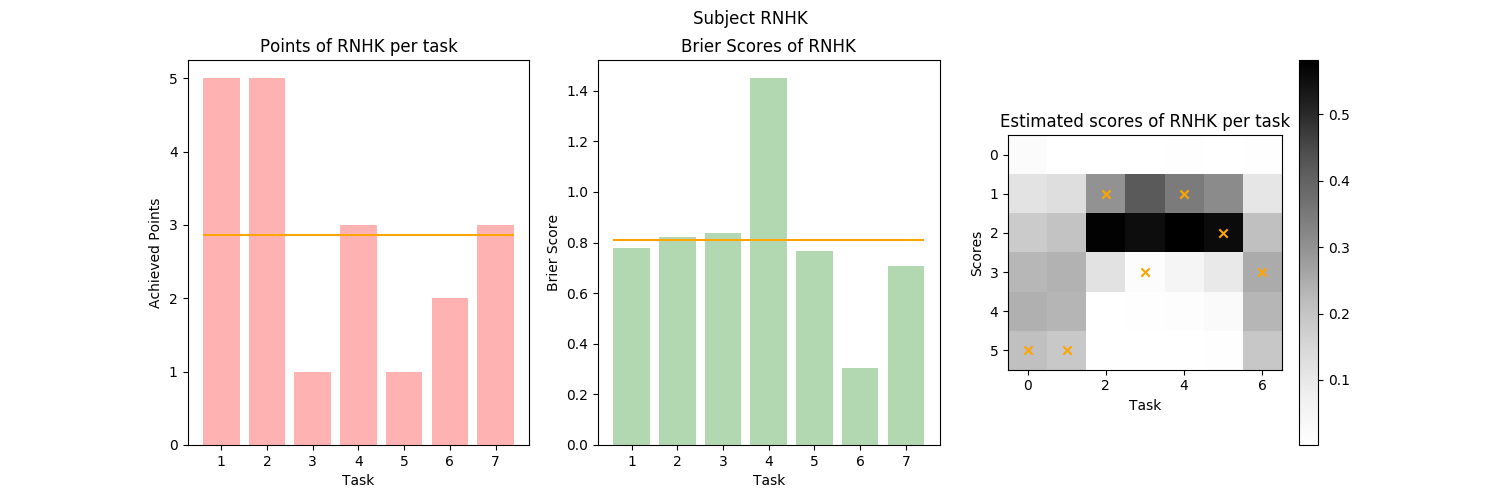 Subject RNHK
Points of RNHK per task
Achieved Points
5
4
3
2
1
0
1 2 3 4 5 6 7
Task
Brier Scores of RNHK
Brier Score
1.4
1.2
1.0
0.8
0.6
0.4
0.2
0.0
1 2 3 4 5 6 7
Task
Estimated scores of RNHK per task
Scores
0
1
2
3
4
5
0 2 4 6
Task
0.5
0.4
0.3
0.2
0.1